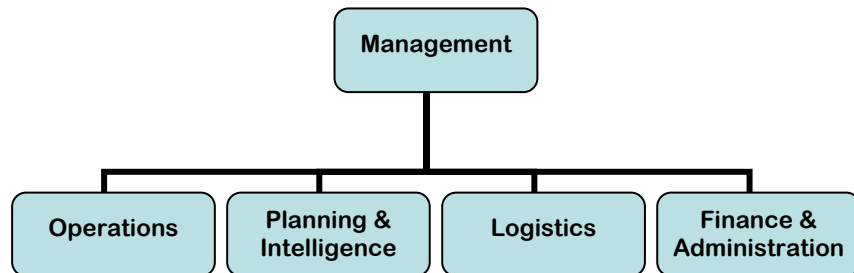 Management
Operations
Planning &
Intelligence
Logistics
Finance &
Administration